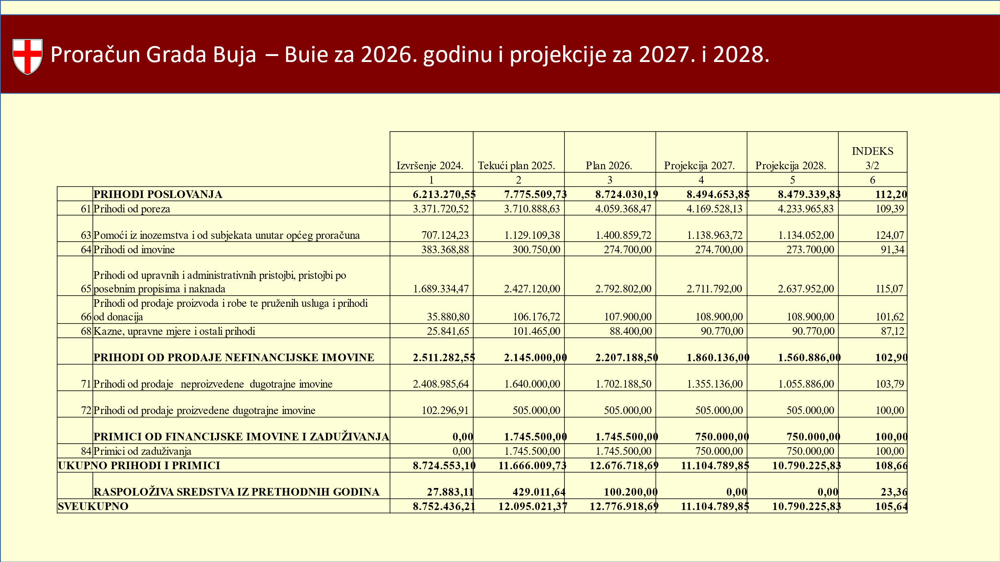 Proračun Grada Buja – Buie za 2026. godinu i projekcije za 2027. i 2028.
Izvršenje 2024. Tekući plan 2025. Plan 2026. Projekcija 2027. Projekcija 2028. INDEKS 3/2
1 2 3 4 5 6
PRIHODI POSLOVANJA 6.213.270,55 7.775.509,73 8.724.030,19 8.494.653,85 8.479.339,83 112,20
61 Prihodi od poreza 3.371.720,52 3.710.888,63 4.059.368,47 4.169.528,13 4.233.965,83 109,39
63 Pomoći iz inozemstva i od subjekata unutar općeg proračuna 707.124,23 1.129.109,38 1.400.859,72 1.138.963,72 1.134.052,00 124,07
64 Prihodi od imovine 383.368,88 300.750,00 274.700,00 274.700,00 273.700,00 91,34
Prihodi od upravnih i administrativnih pristojbi, pristojbi po
65 posebnim propisima i naknada 1.689.334,47 2.427.120,00 2.792.802,00 2.711.792,00 2.637.952,00 115,07
Prihodi od prodaje proizvoda i robe te pruženih usluga i prihodi
66 od donacija 35.880,80 106.176,72 107.900,00 108.900,00 108.900,00 101,62
68 Kazne, upravne mjere i ostali prihodi 25.841,65 101.465,00 88.400,00 90.770,00 90.770,00 87,12
PRIHODI OD PRODAJE NEFINANCIJSKE IMOVINE 2.511.282,55 2.145.000,00 2.207.188,50 1.860.136,00 1.560.886,00 102,90
71 Prihodi od prodaje neproizvedene dugotrajne imovine 2.408.985,64 1.640.000,00 1.702.188,50 1.355.136,00 1.055.886,00 103,79
72 Prihodi od prodaje proizvedene dugotrajne imovine 102.296,91 505.000,00 505.000,00 505.000,00 505.000,00 100,00
PRIMICI OD FINANCIJSKE IMOVINE I ZADUŽIVANJA 0,00 1.745.500,00 1.745.500,00 750.000,00 750.000,00 100,00
84 Primici od zaduživanja 0,00 1.745.500,00 1.745.500,00 750.000,00 750.000,00 100,00
UKUPNO PRIHODI I PRIMICI 8.724.553,10 11.666.009,73 12.676.718,69 11.104.789,85 10.790.225,83 108,66
RASPOLOŽIVA SREDSTVA IZ PRETHODNIH GODINA 27.883,11 429.011,64 100.200,00 0,00 0,00 23,36
SVEUKUPNO 8.752.436,21 12.095.021,37 12.776.918,69 11.104.789,85 10.790.225,83 105,64